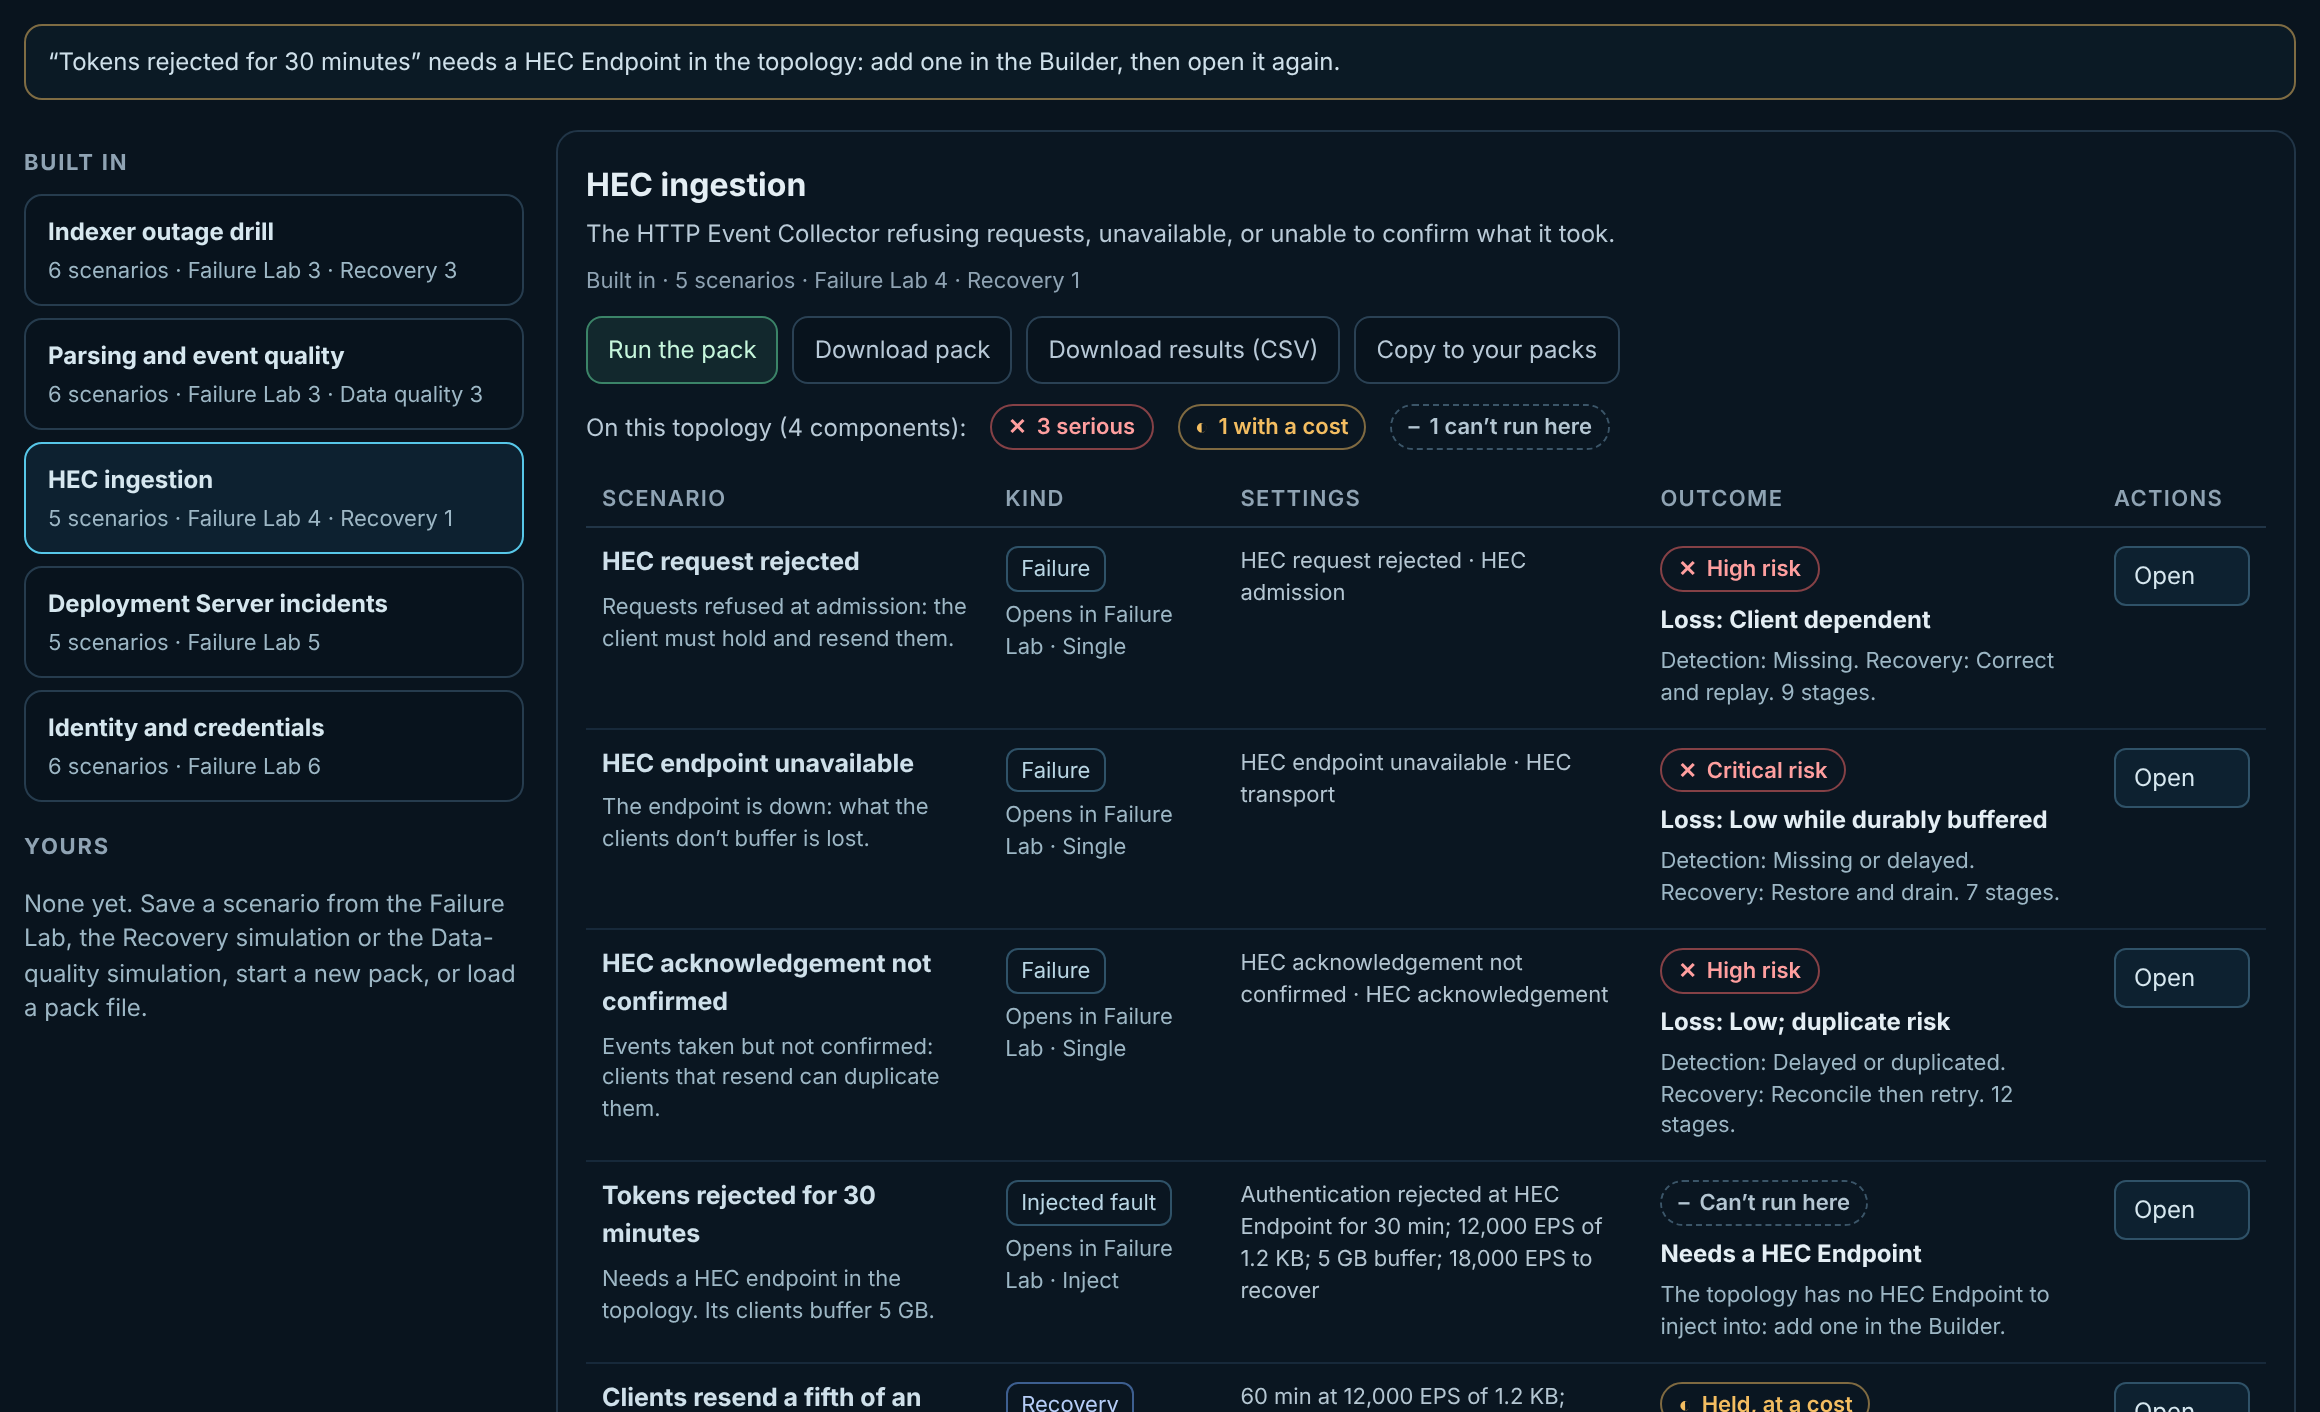 “Tokens rejected for 30 minutes” needs a HEC Endpoint in the topology: add one in the Builder, then open it again.
BUILT IN
Indexer outage drill
6 scenarios · Failure Lab 3 · Recovery 3
Parsing and event quality
6 scenarios · Failure Lab 3 · Data quality 3
HEC ingestion
5 scenarios · Failure Lab 4 · Recovery 1
Deployment Server incidents
5 scenarios · Failure Lab 5
Identity and credentials
6 scenarios · Failure Lab 6
YOURS
None yet. Save a scenario from the Failure
Lab, the Recovery simulation or the Data-
quality simulation, start a new pack, or load
a pack file.
HEC ingestion
The HTTP Event Collector refusing requests, unavailable, or unable to confirm what it took.
Built in · 5 scenarios · Failure Lab 4 · Recovery 1
Run the pack
Download pack
Download results (CSV)
Copy to your packs
On this topology (4 components):
✕ 3 serious
1 with a cost
– 1 can’t run here
SCENARIO
KIND
SETTINGS
OUTCOME
ACTIONS
HEC request rejected
Requests refused at admission: the
client must hold and resend them.
Failure
Opens in Failure
Lab · Single
HEC request rejected · HEC
admission
✕ High risk
Loss: Client dependent
Detection: Missing. Recovery: Correct
and replay. 9 stages.
Open
HEC endpoint unavailable
The endpoint is down: what the
clients don’t buffer is lost.
Failure
Opens in Failure
Lab · Single
HEC endpoint unavailable · HEC
transport
✕ Critical risk
Loss: Low while durably buffered
Detection: Missing or delayed.
Recovery: Restore and drain. 7 stages.
Open
HEC acknowledgement not
confirmed
Events taken but not confirmed:
clients that resend can duplicate
them.
Failure
Opens in Failure
Lab · Single
HEC acknowledgement not
confirmed · HEC acknowledgement
✕ High risk
Loss: Low; duplicate risk
Detection: Delayed or duplicated.
Recovery: Reconcile then retry. 12
stages.
Open
Tokens rejected for 30
minutes
Needs a HEC endpoint in the
topology. Its clients buffer 5 GB.
Injected fault
Opens in Failure
Lab · Inject
Authentication rejected at HEC
Endpoint for 30 min; 12,000 EPS of
1.2 KB; 5 GB buffer; 18,000 EPS to
recover
– Can’t run here
Needs a HEC Endpoint
The topology has no HEC Endpoint to
inject into: add one in the Builder.
Open
Clients resend a fifth of an
Recovery
60 min at 12,000 EPS of 1.2 KB;
Held, at a cost
Open